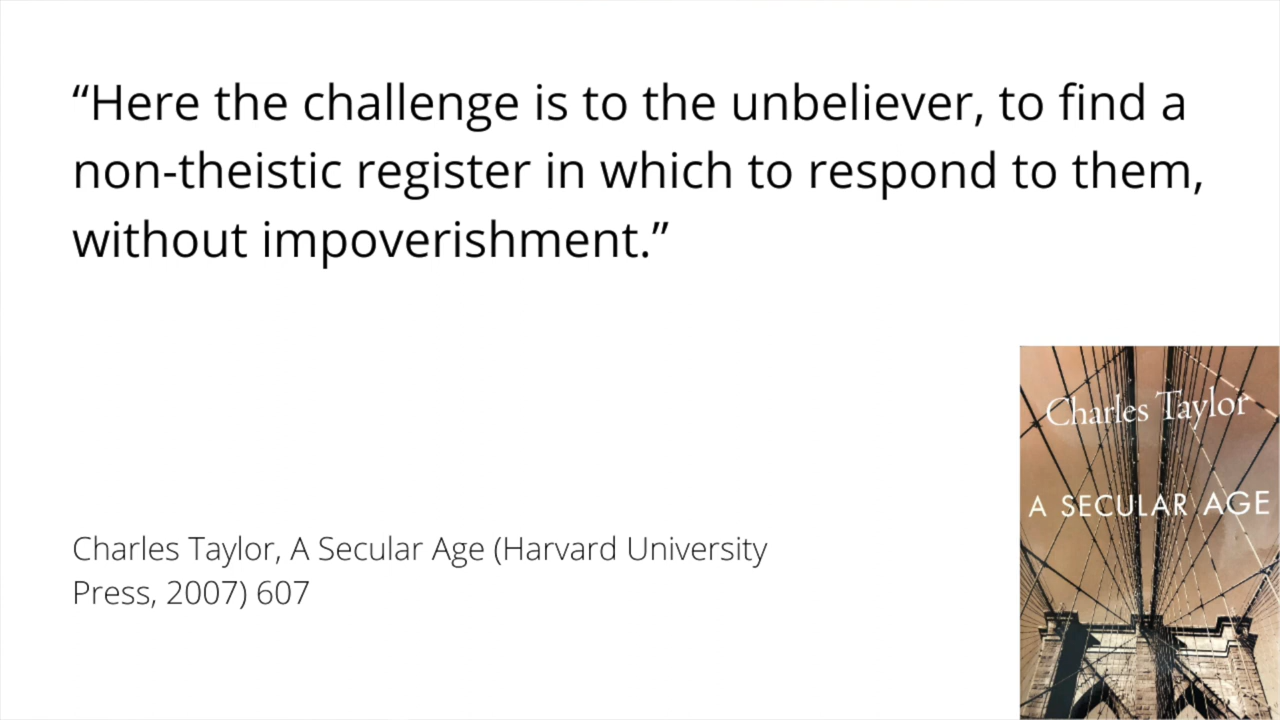 “Here the challenge is to the unbeliever, to find a
non-theistic register in which to respond to them,
without impoverishment.”
Charles Taylor
A SECULAR AGE
Charles Taylor, A Secular Age (Harvard University
Press, 2007) 607